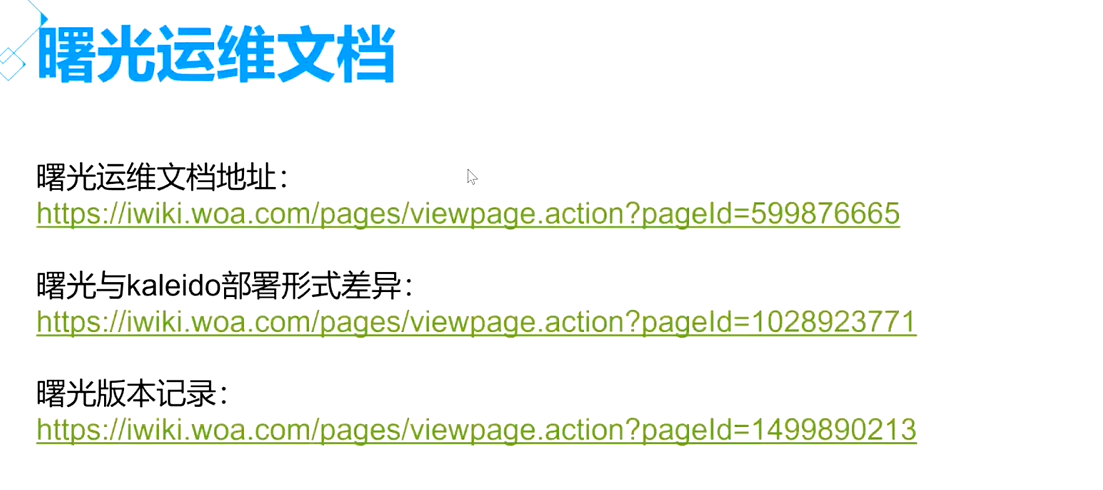 曙光运维文档
曙光运维文档地址：
https://iwiki.woa.com/pages/viewpage.action?pageId=599876665
曙光与kaleido部署形式差异：
https://iwiki.woa.com/pages/viewpage.action?pageId=1028923771
曙光版本记录：
https://iwiki.woa.com/pages/viewpage.action?pageId=1499890213